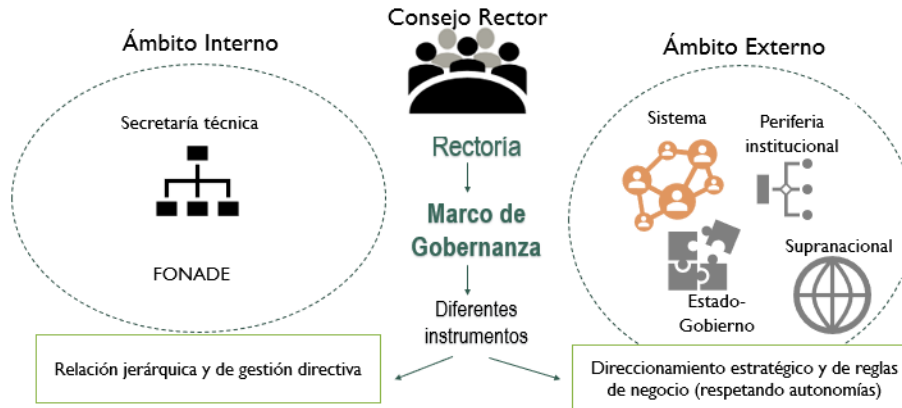 Consejo Rector
Ámbito Interno
Ámbito Externo
Secretaría técnica
FONADE
Rectoría
Marco de
Gobernanza
Diferentes
instrumentos
Sistema
Periferia
institucional
Supranacional
Estado-
Gobierno
Relación jerárquica y de gestión directiva
Direccionamiento estratégico y de reglas
de negocio (respetando autonomías)